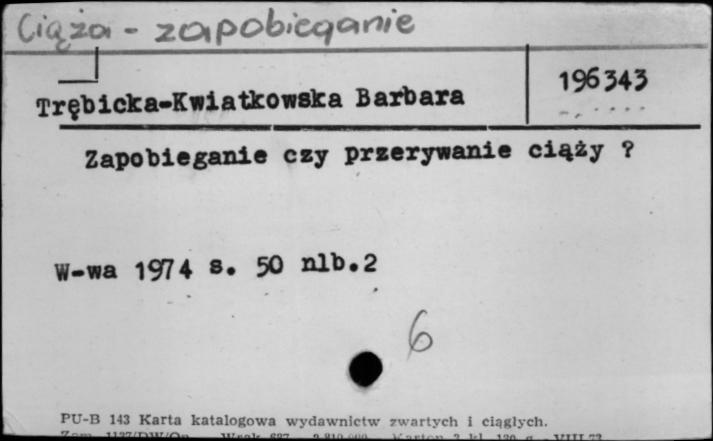 Ciąża - zapobieganie
Trębicka-Kwiatkowska Barbara
196343
Zapobieganie czy przerywanie ciąży ?
W-wa 1974 s. 50 nlb.2
6
PU-B 143 Karta katalogowa wydawnictw zwartych i ciągłych.